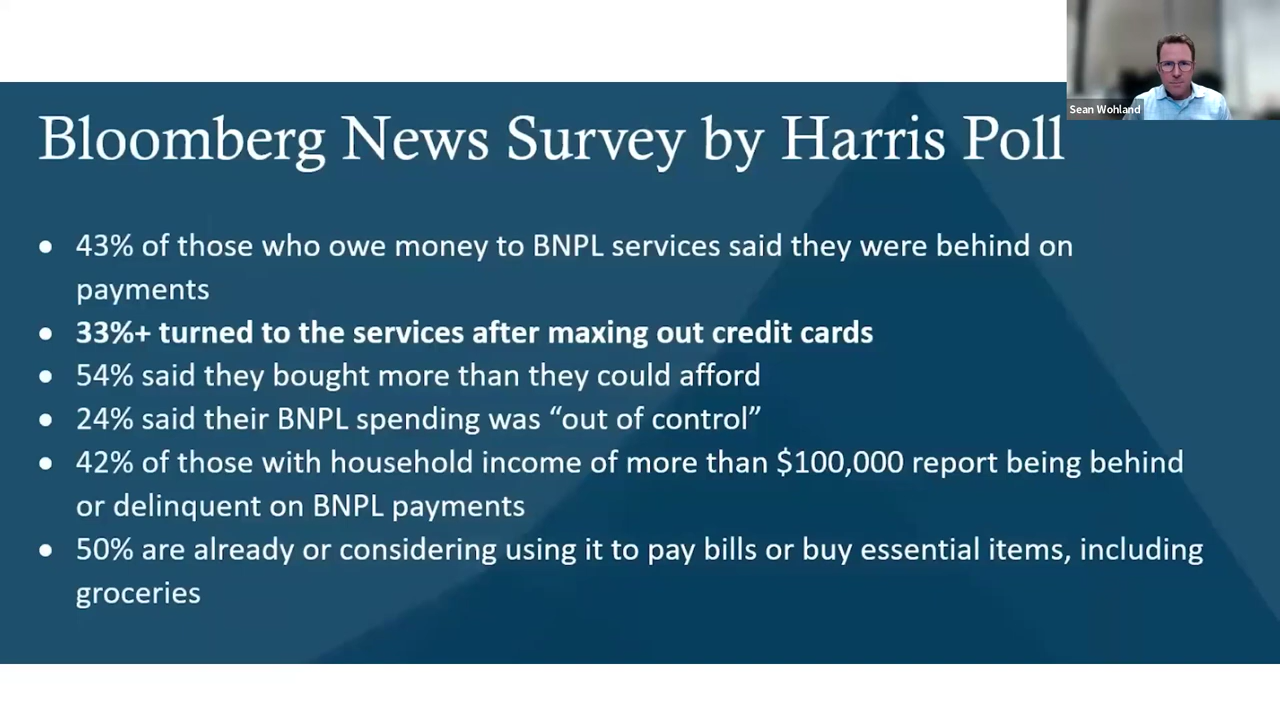 Sean Wohland
Bloomberg News Survey by Harris Poll
● 43% of those who owe money to BNPL services said they were behind on
payments
● 33%+ turned to the services after maxing out credit cards
● 54% said they bought more than they could afford
● 24% said their BNPL spending was “out of control”
● 42% of those with household income of more than $100,000 report being behind
or delinquent on BNPL payments
● 50% are already or considering using it to pay bills or buy essential items, including
groceries